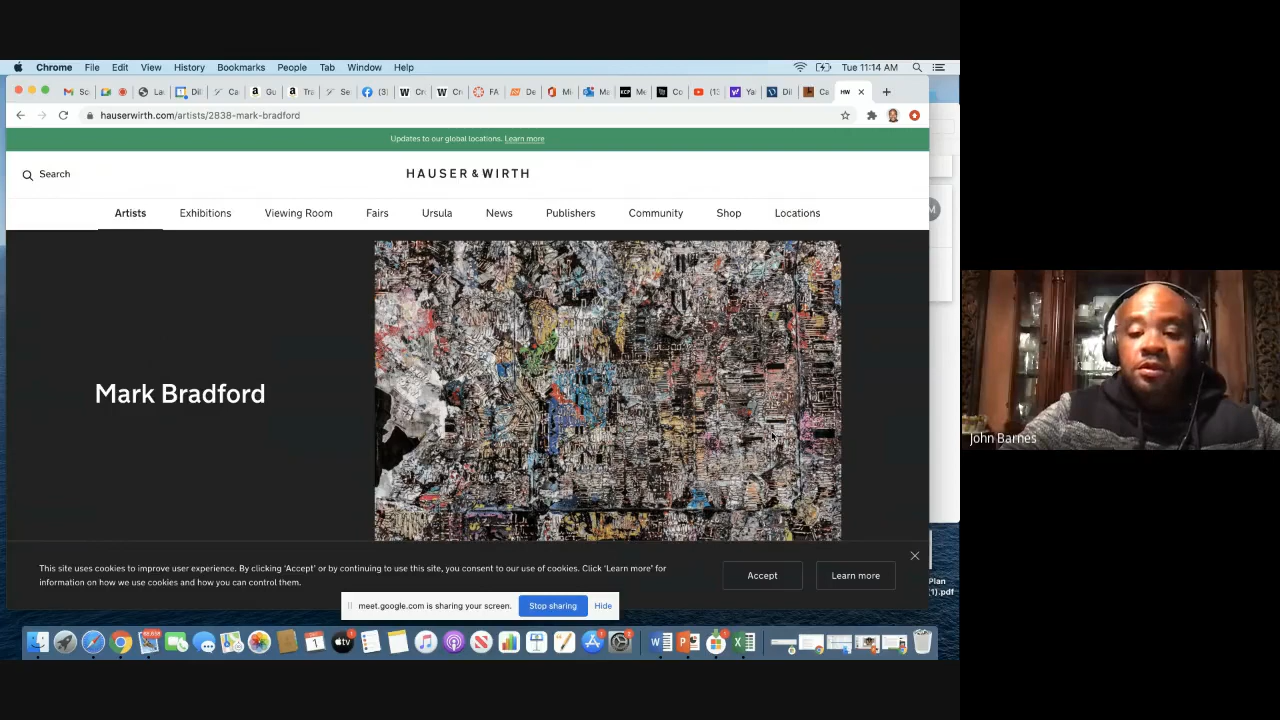 Chrome File Edit View History Bookmarks People Tab Window Help Tue 11:14 AM
hauserwirth.com/artists/2838-mark-bradford
Updates to our global locations. Learn more
Search
HAUSER & WIRTH
Artists Exhibitions Viewing Room Fairs Ursula News Publishers Community Shop Locations
M
Mark Bradford
John Barnes
This site uses cookies to improve user experience. By clicking 'Accept' or by continuing to use this site, you consent to our use of cookies. Click 'Learn more' for
information on how we use cookies and how you can control them.
Accept
Learn more
meet.google.com is sharing your screen. Stop sharing Hide
Plan
(1).pdf